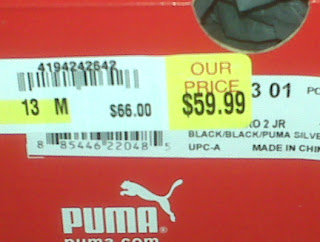 4194242642
OUR
PRICE
13 M
$66.00
$59.99
3 01
PO
O 2 JR
BLACK/BLACK/PUMA SILVE
8 85446 22048 5
UPC-A MADE IN CHIN
PUMA
puma.com